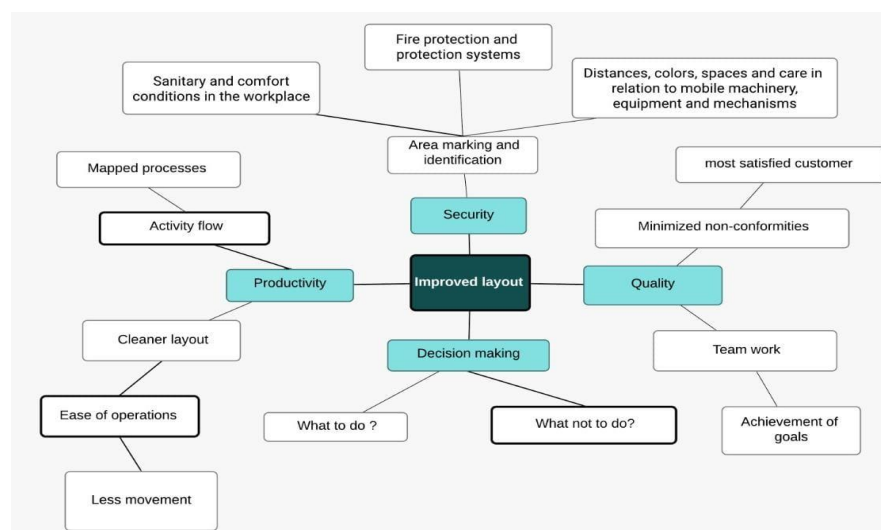 Fire protection and
protection systems
Sanitary and comfort
conditions in the workplace
Distances, colors, spaces and care in
relation to mobile machinery,
equipment and mechanisms
Area marking and
identification
Mapped processes
most satisfied customer
Activity flow
Security
Minimized non-conformities
Productivity
Improved layout
Quality
Cleaner layout
Decision making
Team work
Ease of operations
What to do ?
What not to do?
Achievement of
goals
Less movement